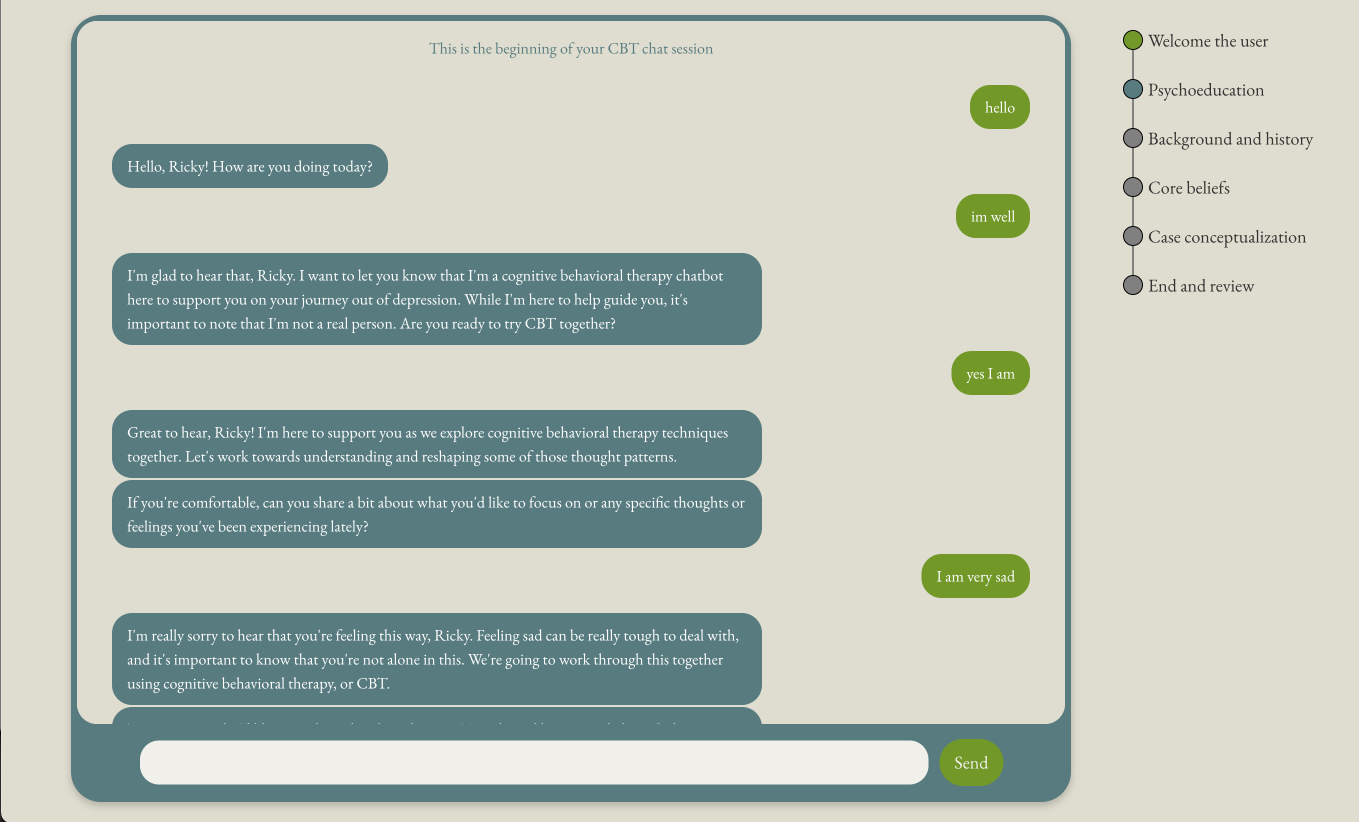 This is the beginning of your CBT chat session
hello
Hello, Ricky! How are you doing today?
im well
I'm glad to hear that, Ricky. I want to let you know that I'm a cognitive behavioral therapy chatbot
here to support you on your journey out of depression. While I'm here to help guide you, it's
important to note that I'm not a real person. Are you ready to try CBT together?
yes I am
Great to hear, Ricky! I'm here to support you as we explore cognitive behavioral therapy techniques
together. Let's work towards understanding and reshaping some of those thought patterns.
If you're comfortable, can you share a bit about what you'd like to focus on or any specific thoughts or
feelings you've been experiencing lately?
I am very sad
I'm really sorry to hear that you're feeling this way, Ricky. Feeling sad can be really tough to deal with,
and it's important to know that you're not alone in this. We're going to work through this together
using cognitive behavioral therapy, or CBT.
Send
Welcome the user
Psychoeducation
Background and history
Core beliefs
Case conceptualization
End and review